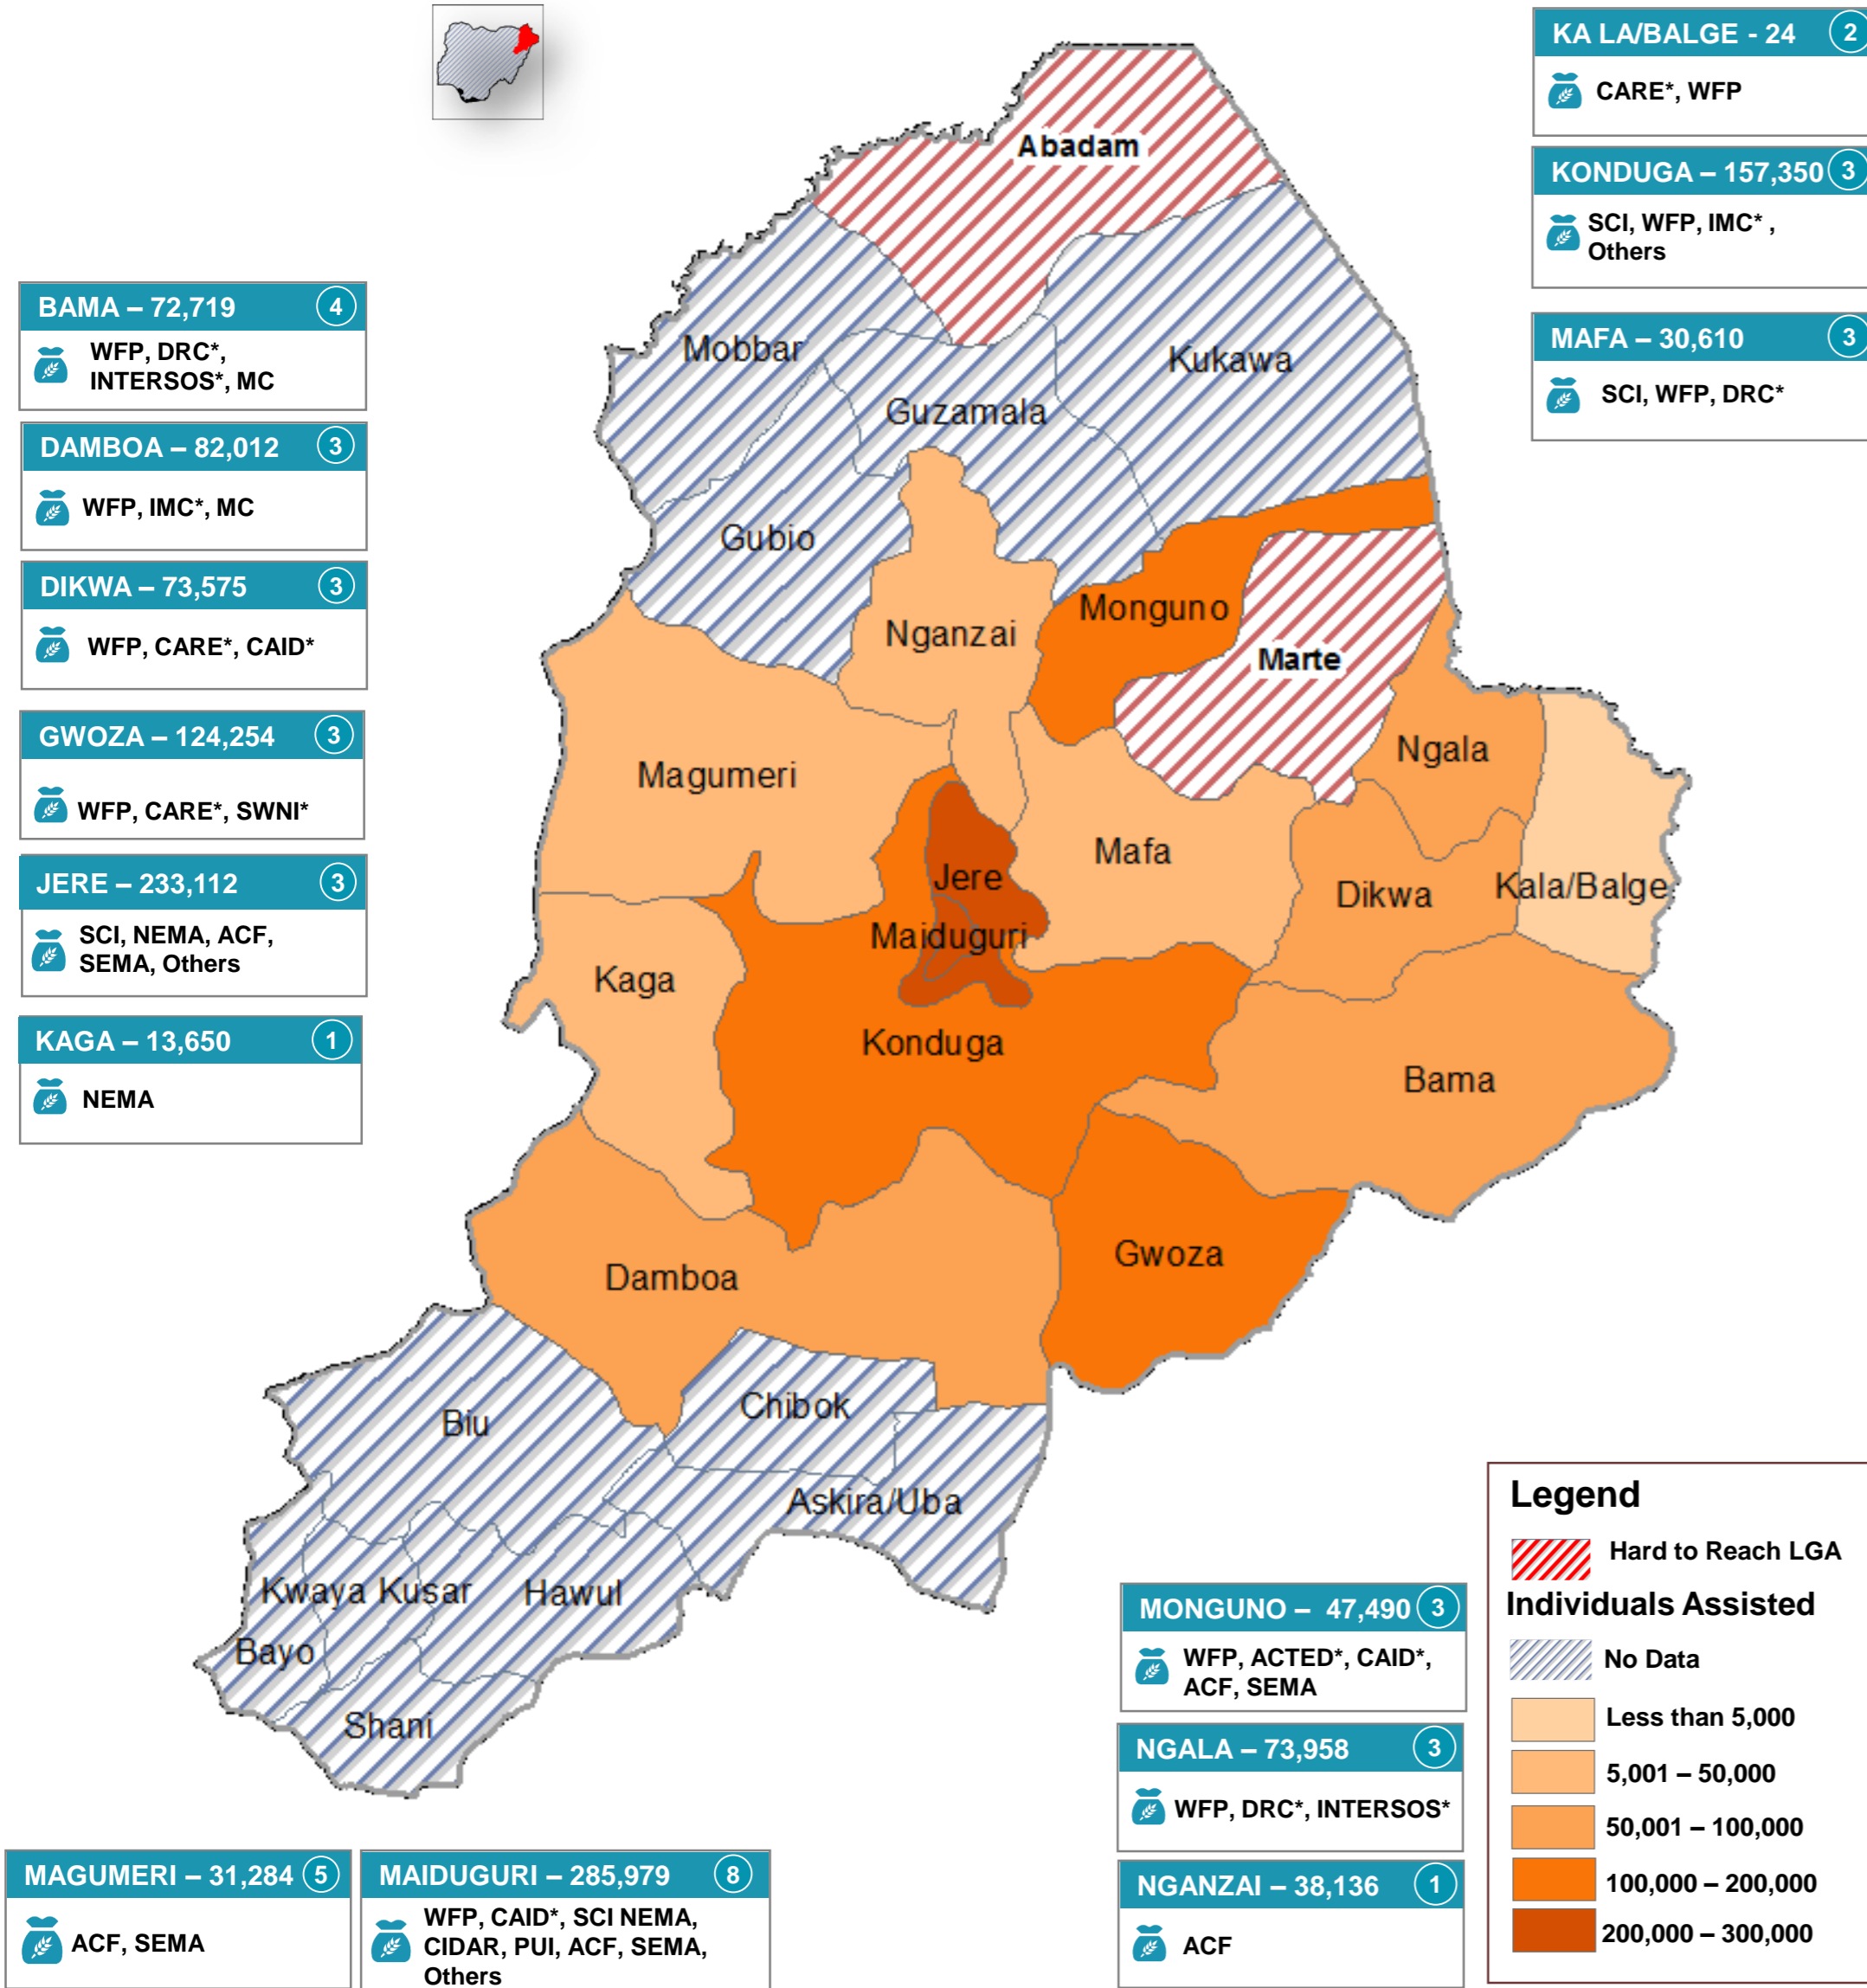 KA LA/BALGE - 24 2
CARE*, WFP
KONDUGA – 157,350 3
SCI, WFP, IMC* ,
Others
MAFA – 30,610 3
SCI, WFP, DRC*
BAMA – 72,719 4
WFP, DRC*,
INTERSOS*, MC
DAMBOA – 82,012 3
WFP, IMC*, MC
DIKWA – 73,575 3
WFP, CARE*, CAID*
GWOZA – 124,254 3
WFP, CARE*, SWNI*
JERE – 233,112 3
SCI, NEMA, ACF,
SEMA, Others
KAGA – 13,650 1
NEMA
Abadam
Mobbar
Kukawa
Guzamala
Gubio
Monguno
Nganzai
Marte
Ngala
Magumeri
Mafa
Jere
Dikwa
Kala/Balge
Maiduguri
Kaga
Konduga
Bama
Gwoza
Damboa
Chibok
Biu
Askira/Uba
Kwaya Kusar
Hawul
Bayo
Shani
MONGUNO – 47,490 3
WFP, ACTED*, CAID*,
ACF, SEMA
NGALA – 73,958 3
WFP, DRC*, INTERSOS*
NGANZAI – 38,136 1
ACF
MAGUMERI – 31,284 5
ACF, SEMA
MAIDUGURI – 285,979 8
WFP, CAID*, SCI NEMA,
CIDAR, PUI, ACF, SEMA,
Others
Legend
Hard to Reach LGA
Individuals Assisted
No Data
Less than 5,000
5,001 – 50,000
50,001 – 100,000
100,000 – 200,000
200,000 – 300,000